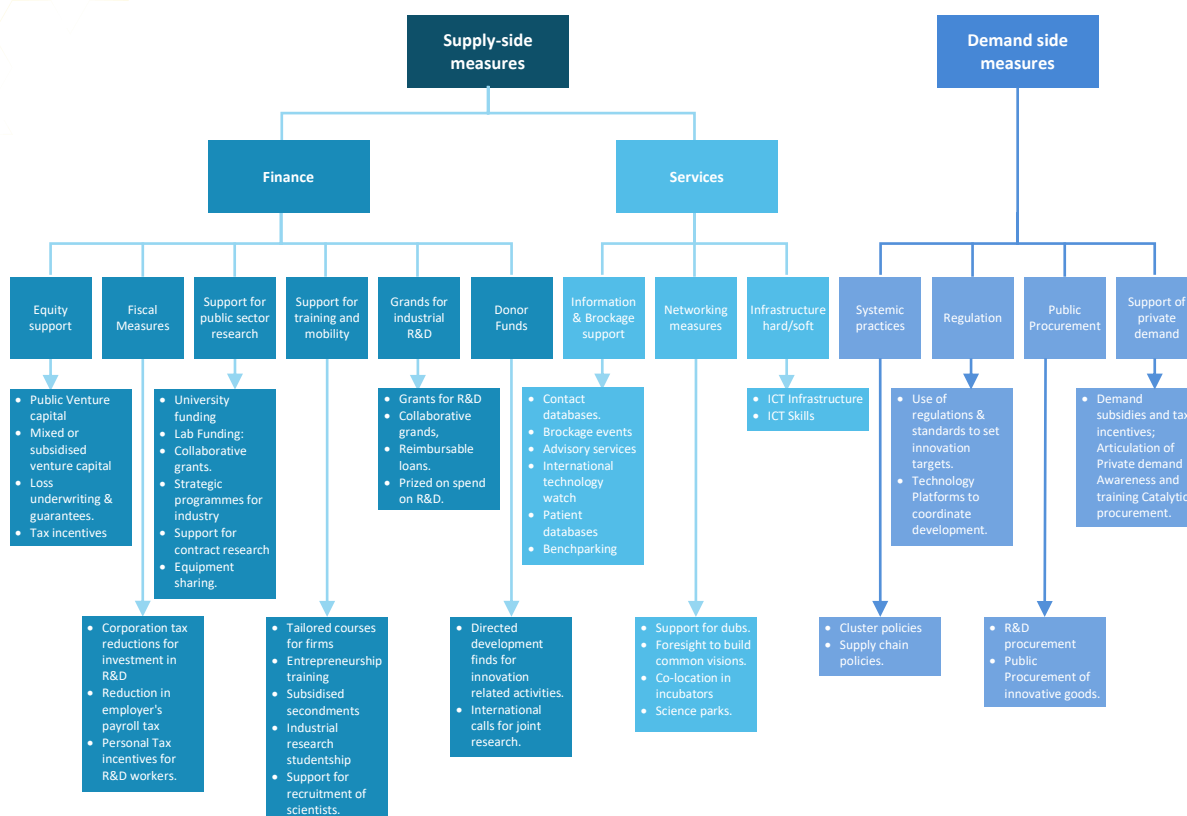 Supply-side
measures
Demand side
measures
Finance
Services
Equity
support
Fiscal
Measures
Support for
public sector
research
Support for
training and
mobility
Grands for
industrial
R&D
Donor
Funds
Information
& Brockage
support
Networking
measures
Infrastructure
hard/soft
Systemic
practices
Regulation
Public
Procurement
Support of
private
demand
• Public Venture
capital
• Mixed or
subsidised
venture capital
• Loss
underwriting &
guarantees.
• Tax incentives
• University
funding
• Lab Funding:
• Collaborative
grants.
• Strategic
programmes for
industry
• Support for
contract research
• Equipment
sharing.
• Grants for R&D
• Collaborative
grands,
• Reimbursable
loans.
• Prized on spend
on R&D.
• Contact
databases.
• Brockage events
• Advisory services
• International
technology
watch
• Patient
databases
• Benchparking
• ICT Infrastructure
• ICT Skills
• Use of
regulations &
standards to set
innovation
targets.
• Technology
Platforms to
coordinate
development.
• Demand
subsidies and tax
incentives;
Articulation of
Private demand
Awareness and
training Catalytic
procurement.
• Corporation tax
reductions for
investment in
R&D
• Reduction in
employer's
payroll tax
• Personal Tax
incentives for
R&D workers.
• Tailored courses
for firms
• Entrepreneurship
training
• Subsidised
secondments
• Industrial
research
studentship
• Support for
recruitment of
scientists.
• Directed
development
finds for
innovation
related activities.
• International
calls for joint
research.
• Support for dubs.
• Foresight to build
common visions.
• Co-location in
incubators
• Science parks.
• Cluster policies
• Supply chain
policies.
• R&D
procurement
• Public
Procurement of
innovative goods.